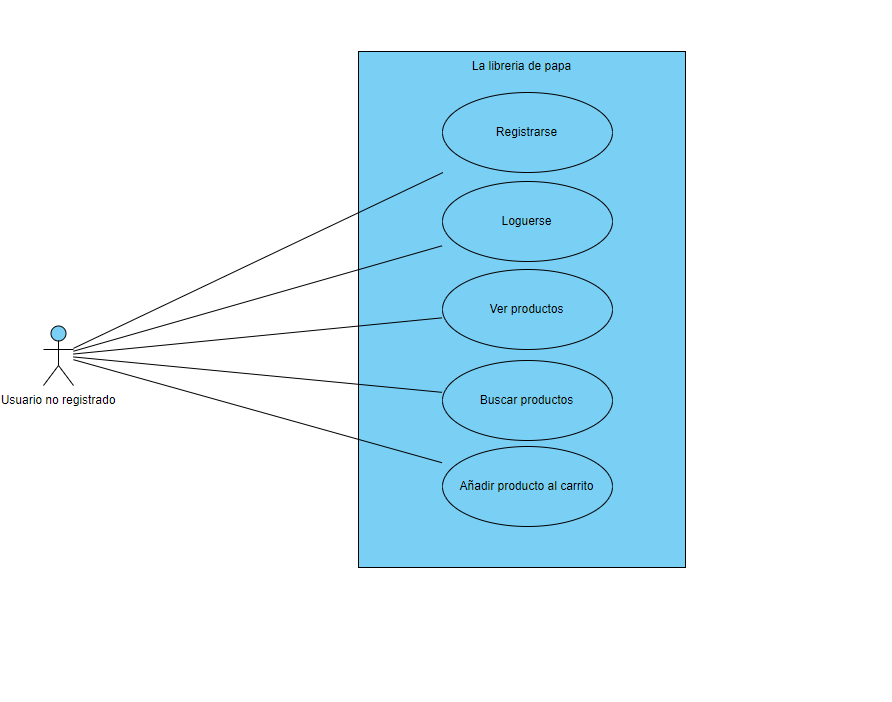 La libreria de papa
Registrarse
Loguerse
Ver productos
Buscar productos
Añadir producto al carrito
Usuario no registrado